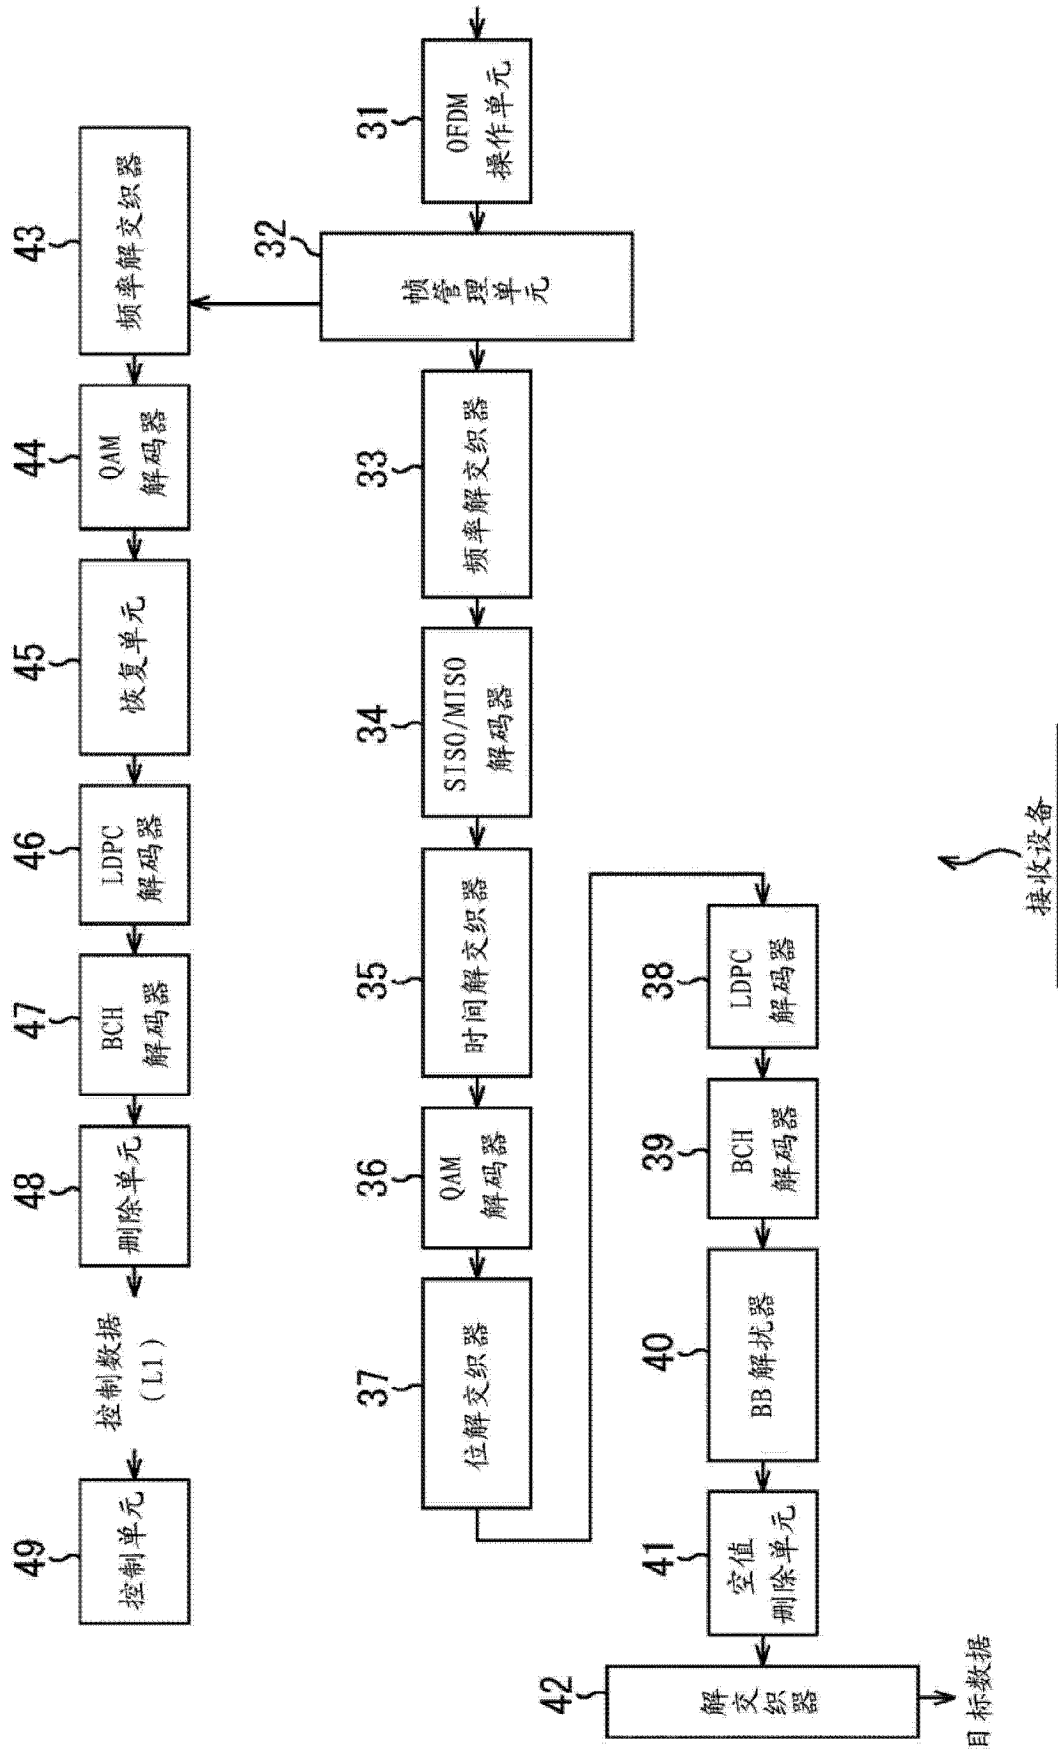 31
OFDM
操作单元
32
帧管理单元
43
频率解交织器
44
QAM
解码器
45
恢复单元
46
LDPC
解码器
47
BCH
解码器
48
删除单元
控制数据
(L1)
49
控制单元
33
频率解交织器
34
SISO/MISO
解码器
35
时间解交织器
36
QAM
解码器
37
位解交织器
38
LDPC
解码器
39
BCH
解码器
40
BB 解扰器
41
空值
删除单元
42
解交织器
目标数据
接收设备